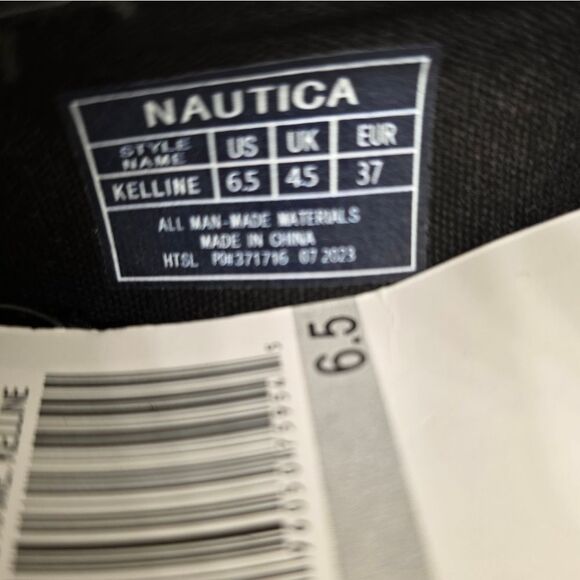 NAUTICA
STYLE NAME US UK EUR
KELLINE 6.5 4.5 37
ALL MAN-MADE MATERIALS
MADE IN CHINA
HTSL PO#371716 07 2023
6.5
KELLINE